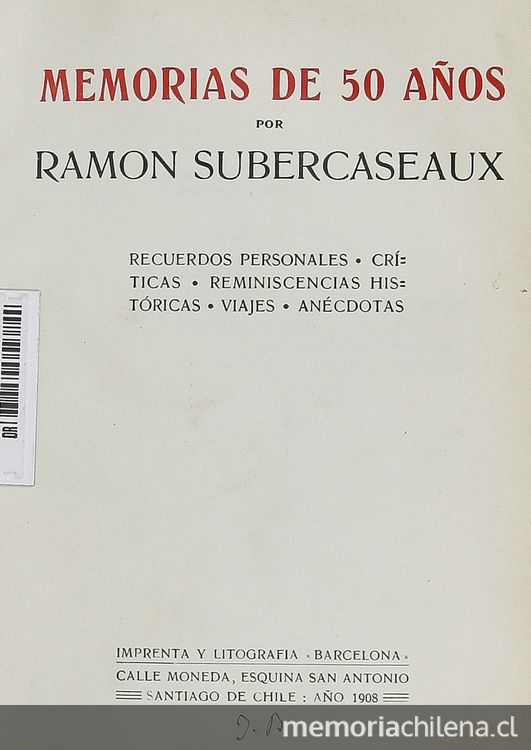 MEMORIAS DE 50 AÑOS
POR
RAMON SUBERCASEAUX
RECUERDOS PERSONALES • CRÍ=
TICAS • REMINISCENCIAS HIS=
TÓRICAS • VIAJES • ANÉCDOTAS
IMPRENTA Y LITOGRAFIA «BARCELONA»
CALLE MONEDA, ESQUINA SAN ANTONIO
SANTIAGO DE CHILE : AÑO 1908
memoriachilena.cl